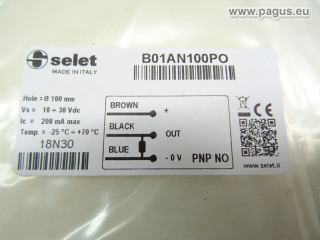 www.pagus.eu
selet
MADE IN ITALY
B01AN100PO
Hole = Ø 100 mm
Vs = 10 ÷ 30 Vdc
Ic = 200 mA max
Temp. = -25 °C ÷ +70 °C
18N30
BROWN +
BLACK OUT
BLUE - 0 V
PNP NO
www.selet.it